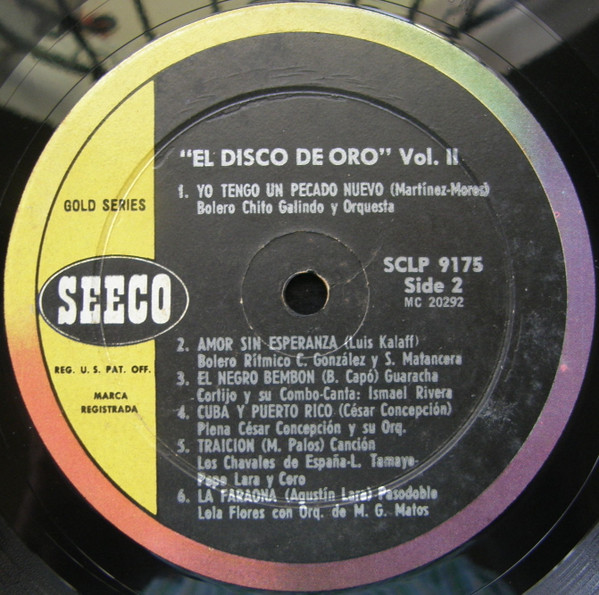 "EL DISCO DE ORO" Vol. II
1. YO TENGO UN PECADO NUEVO (Martínez-Mores)
Bolero Chito Galindo y Orquesta
GOLD SERIES
SEECO
REG. U. S. PAT. OFF.
MARCA
REGISTRADA
SCLP 9175
Side 2
MC 20292
2. AMOR SIN ESPERANZA (Luis Kalaff)
Bolero Rítmico C. González y S. Matancera
3. EL NEGRO BEMBON (B. Capó) Guaracha
Cortijo y su Combo-Canta: Ismael Rivera
4. CUBA Y PUERTO RICO (César Concepción)
Plena César Concepción y su Orq.
5. TRAICION (M. Palos) Canción
Los Chavales de España-L. Tamayo-
Pepe Lara y Coro
6. LA FARAONA (Agustín Lara) Pasodoble
Lola Flores con Orq. de M. G. Matos